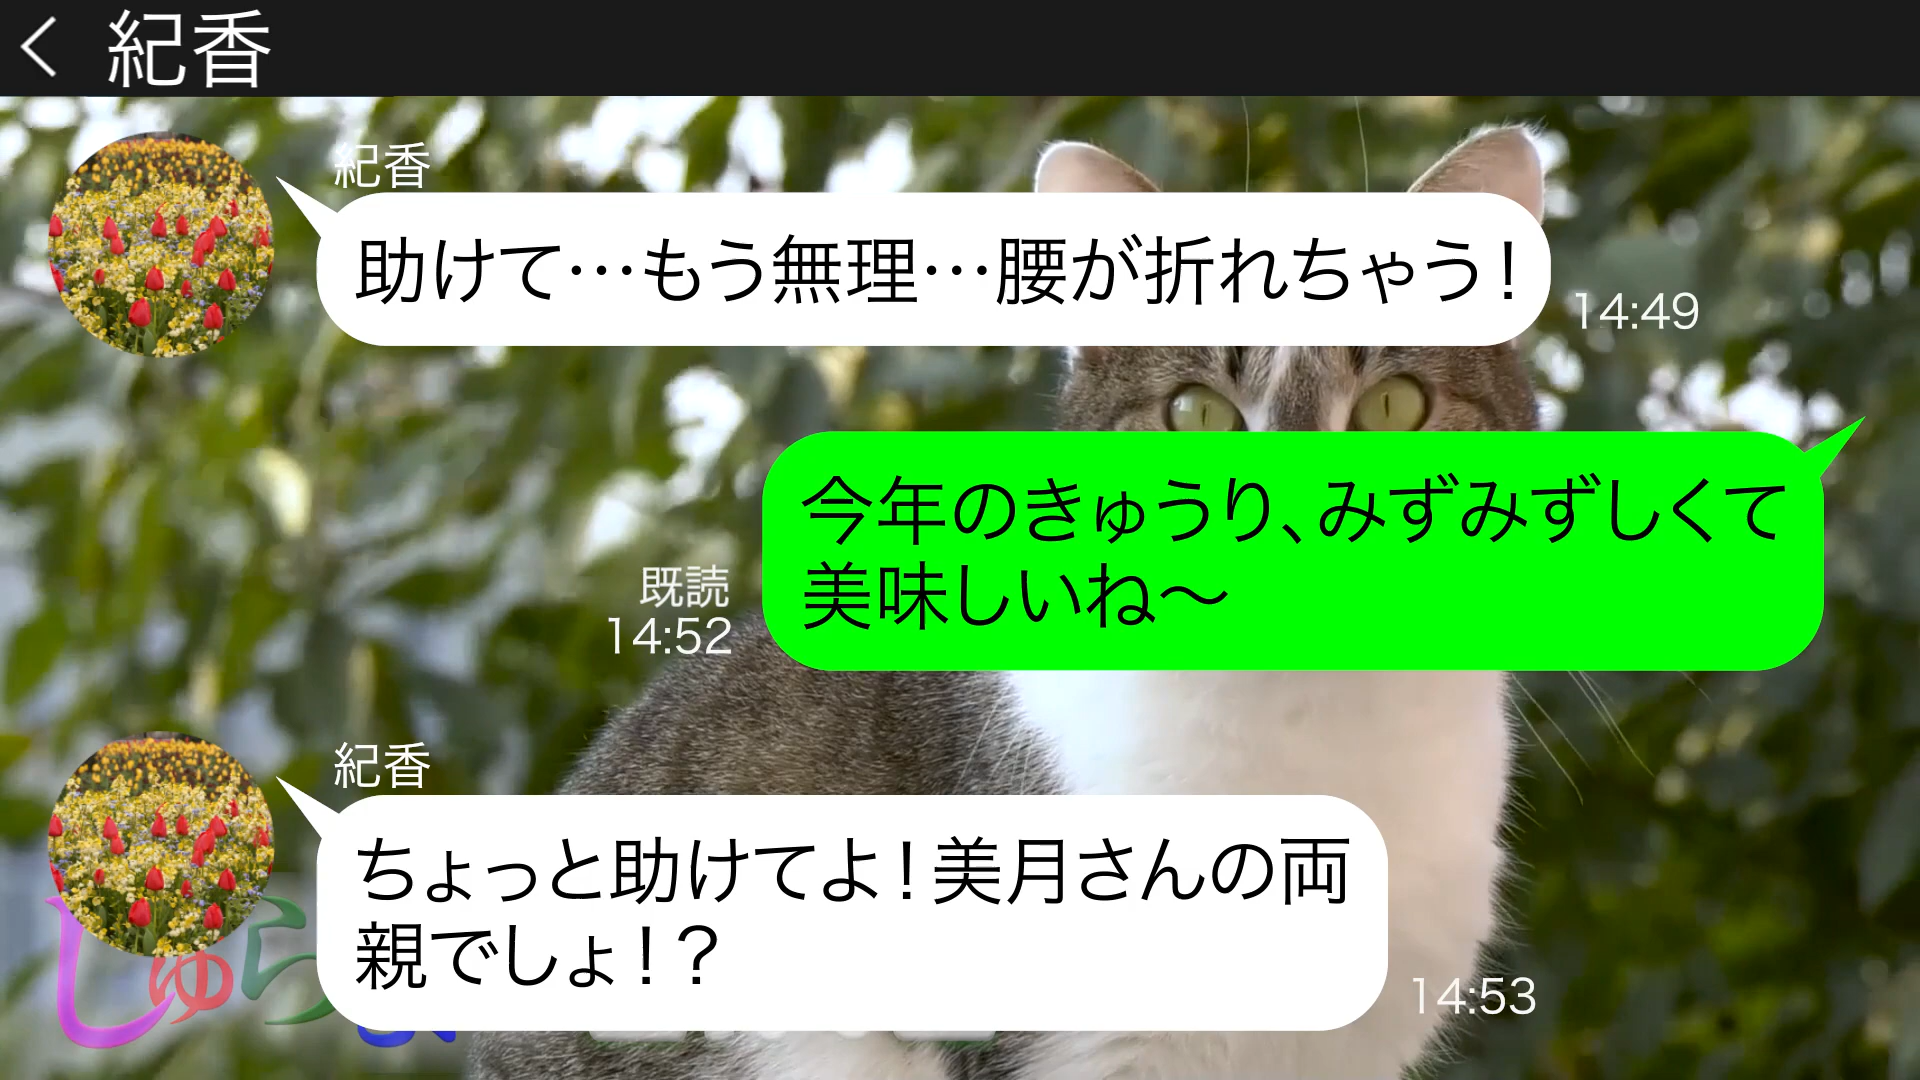 紀香
紀香
助けて…もう無理…腰が折れちゃう！
14:49
今年のきゅうり、みずみずしくて
美味しいね〜
既読
14:52
紀香
ちょっと助けてよ！美月さんの両
親でしょ！？
14:53
しゅら